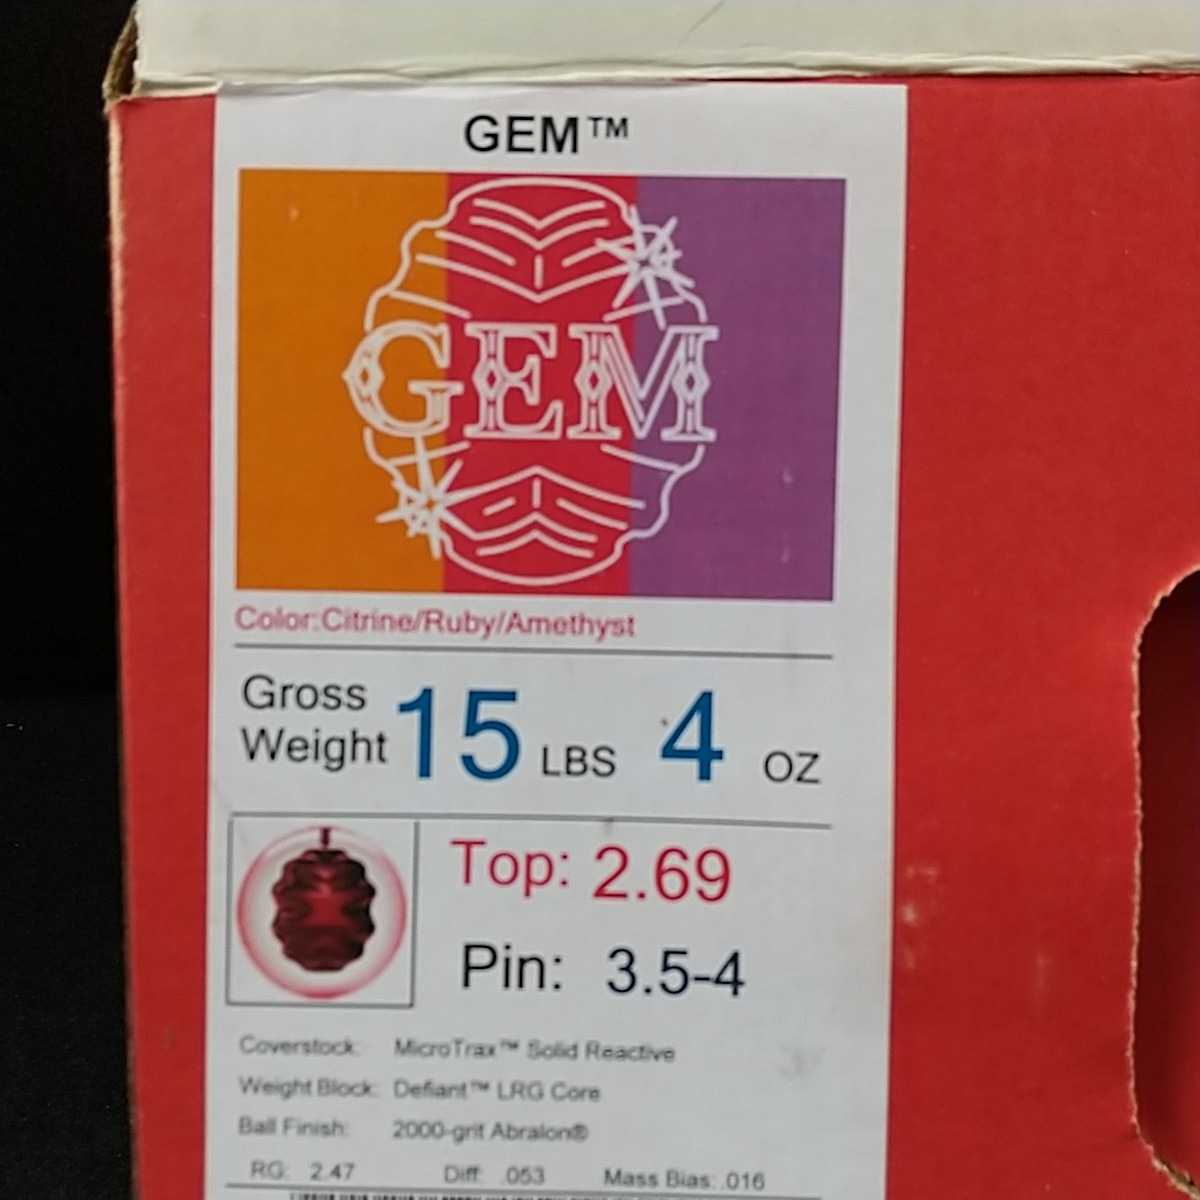 GEM™
GEM
Color:Citrine/Ruby/Amethyst
Gross Weight 15 LBS 4 OZ
Top: 2.69
Pin: 3.5-4
Coverstock: MicroTrax™ Solid Reactive
Weight Block: Defiant™ LRG Core
Ball Finish: 2000-grit Abralon®
RG: 2.47 Diff: .053 Mass Bias: .016